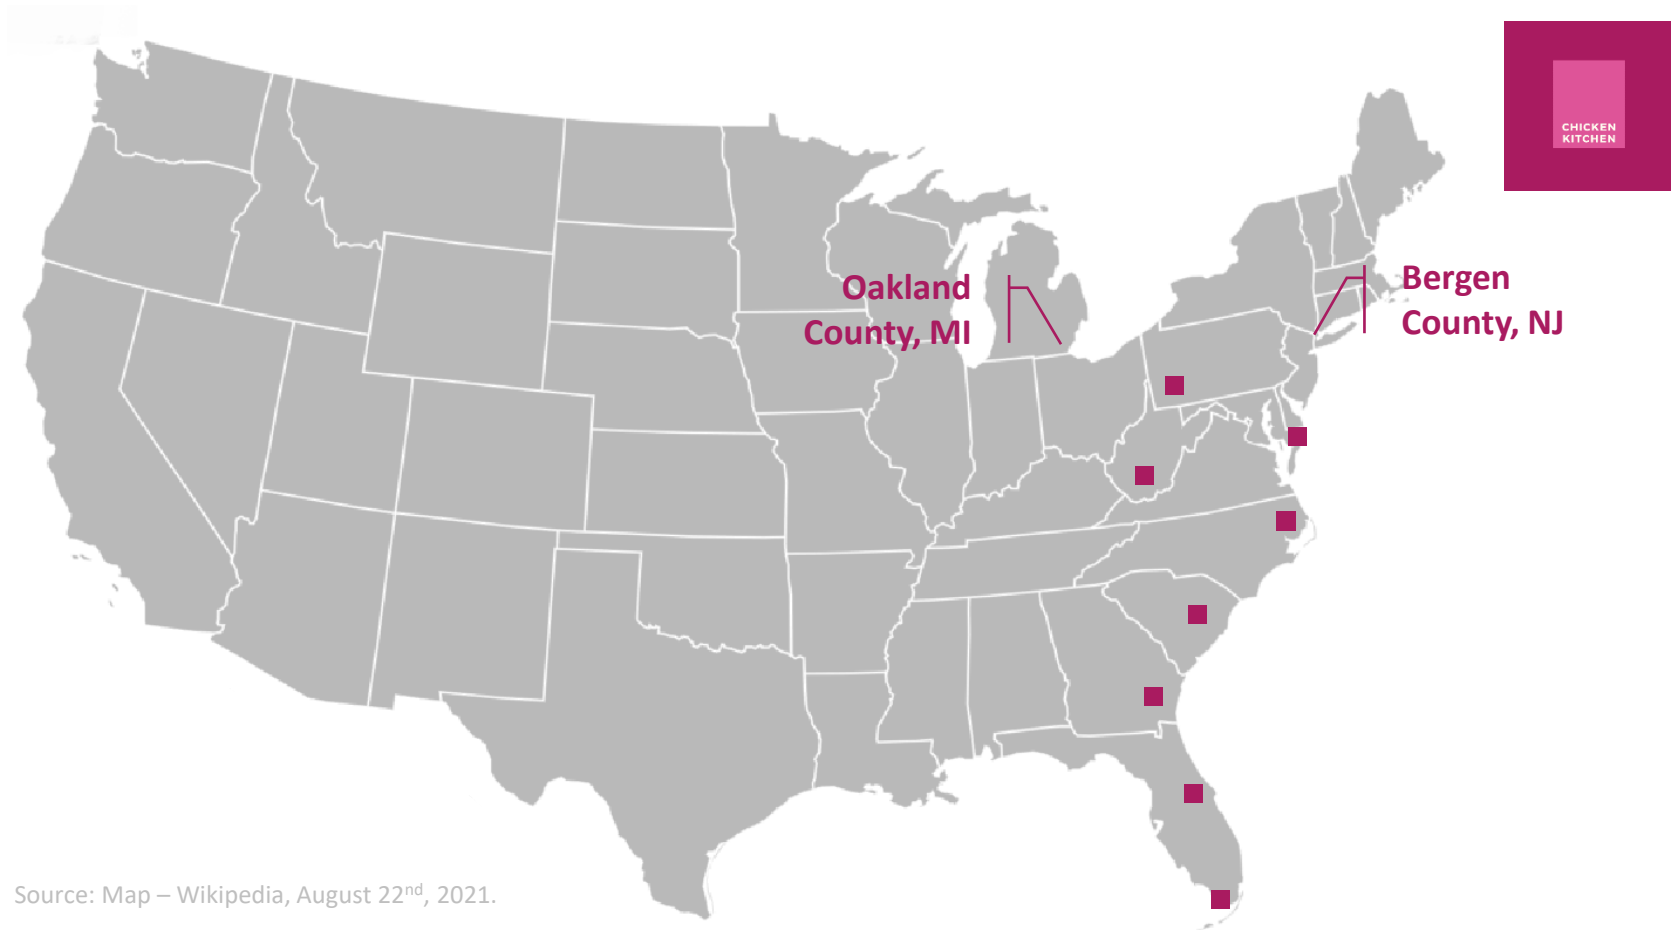 CHICKEN
KITCHEN
Oakland
County, MI
Bergen
County, NJ
Source: Map – Wikipedia, August 22nd, 2021.